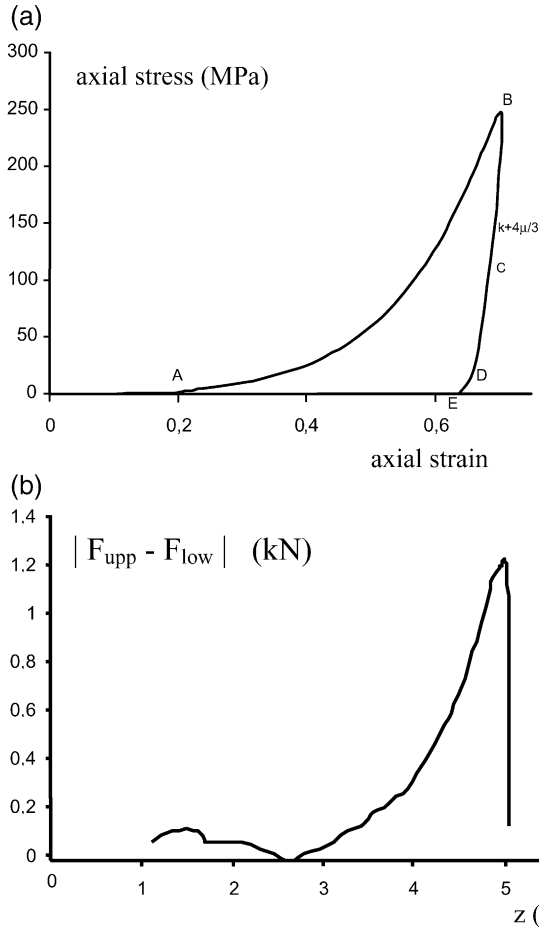 (a)
300
axial stress (MPa)
B
250
200
k+4μ/3
150
C
100
50
A
D
0
E
0 0,2 0,4 0,6
axial strain
(b)
1.4
| Fupp - Flow | (kN)
1.2
1
0.8
0.6
0.4
0.2
0
0 1 2 3 4 5
z (